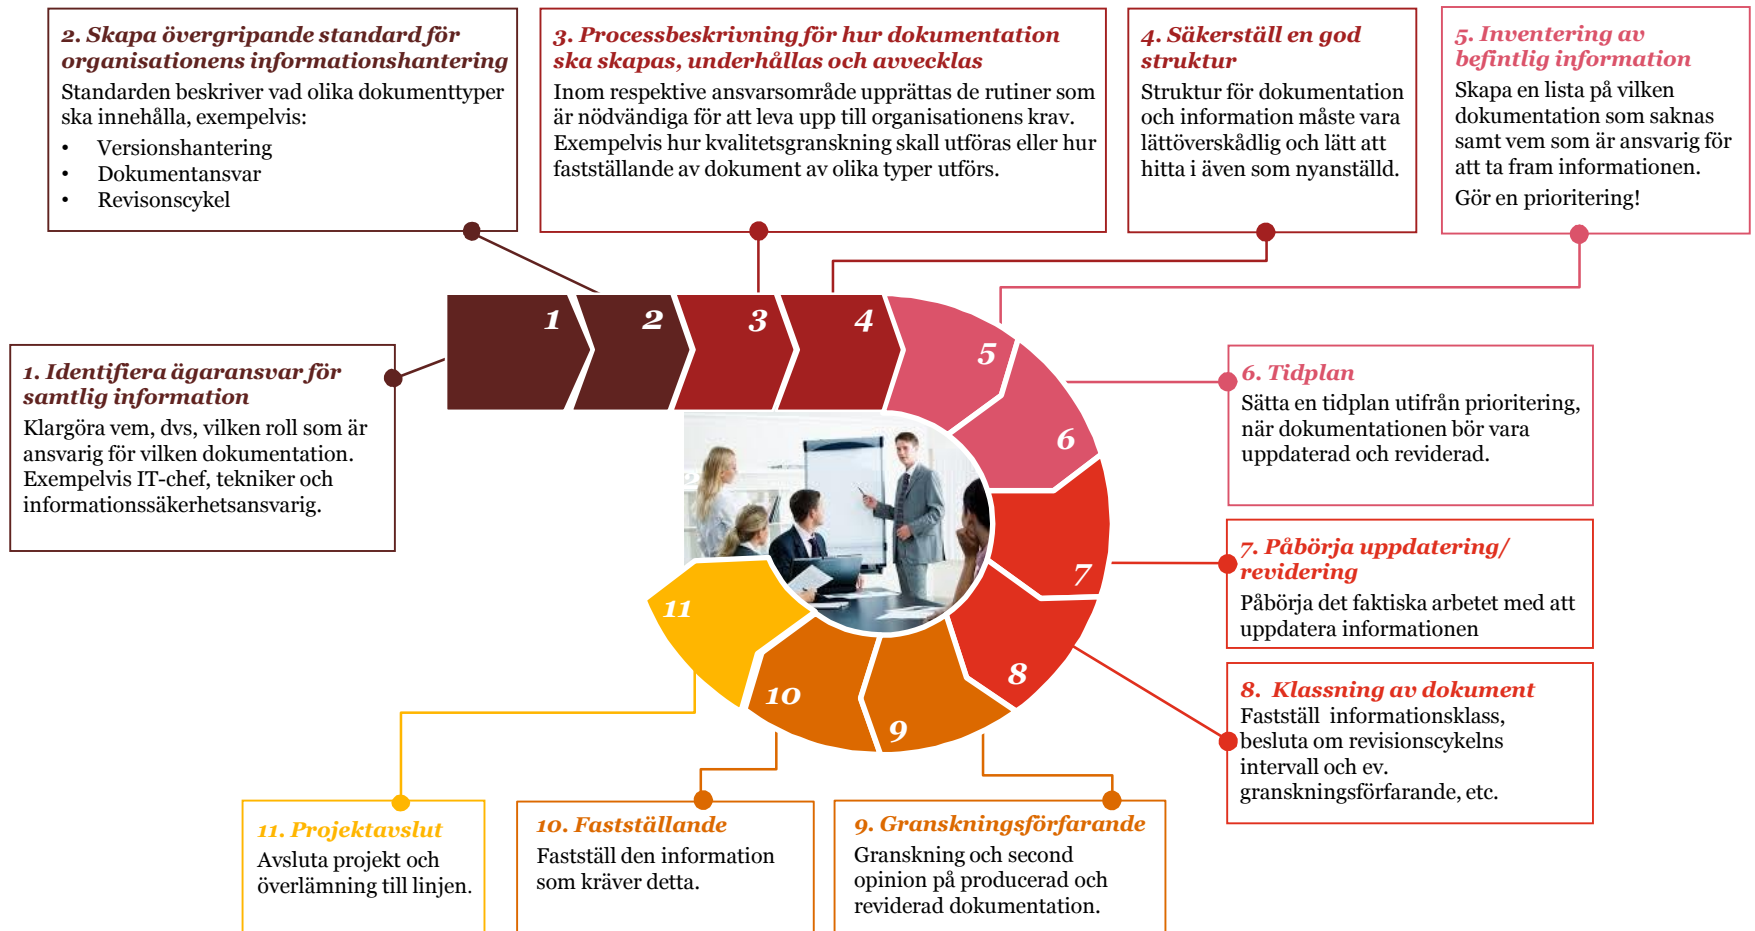 2. Skapa övergripande standard för
organisationens informationshantering
Standarden beskriver vad olika dokumenttyper
ska innehålla, exempelvis:
• Versionshantering
• Dokumentansvar
• Revisonscykel
3. Processbeskrivning för hur dokumentation
ska skapas, underhållas och avvecklas
Inom respektive ansvarsområde upprättas de rutiner som
är nödvändiga för att leva upp till organisationens krav.
Exempelvis hur kvalitetsgranskning skall utföras eller hur
fastställande av dokument av olika typer utförs.
4. Säkerställ en god
struktur
Struktur för dokumentation
och information måste vara
lättöverskådlig och lätt att
hitta i även som nyanställd.
5. Inventering av
befintlig information
Skapa en lista på vilken
dokumentation som saknas
samt vem som är ansvarig för
att ta fram informationen.
Gör en prioritering!
1. Identifiera ägaransvar för
samtlig information
Klargöra vem, dvs, vilken roll som är
ansvarig för vilken dokumentation.
Exempelvis IT-chef, tekniker och
informationssäkerhetsansvarig.
1
2
3
4
5
6
7
8
9
10
11
6. Tidplan
Sätta en tidplan utifrån prioritering,
när dokumentationen bör vara
uppdaterad och reviderad.
7. Påbörja uppdatering/
revidering
Påbörja det faktiska arbetet med att
uppdatera informationen
8. Klassning av dokument
Fastställ informationsklass,
besluta om revisionscykelns
intervall och ev.
granskningsförfarande, etc.
11. Projektavslut
Avsluta projekt och
överlämning till linjen.
10. Fastställande
Fastställ den information
som kräver detta.
9. Granskningsförfarande
Granskning och second
opinion på producerad och
reviderad dokumentation.